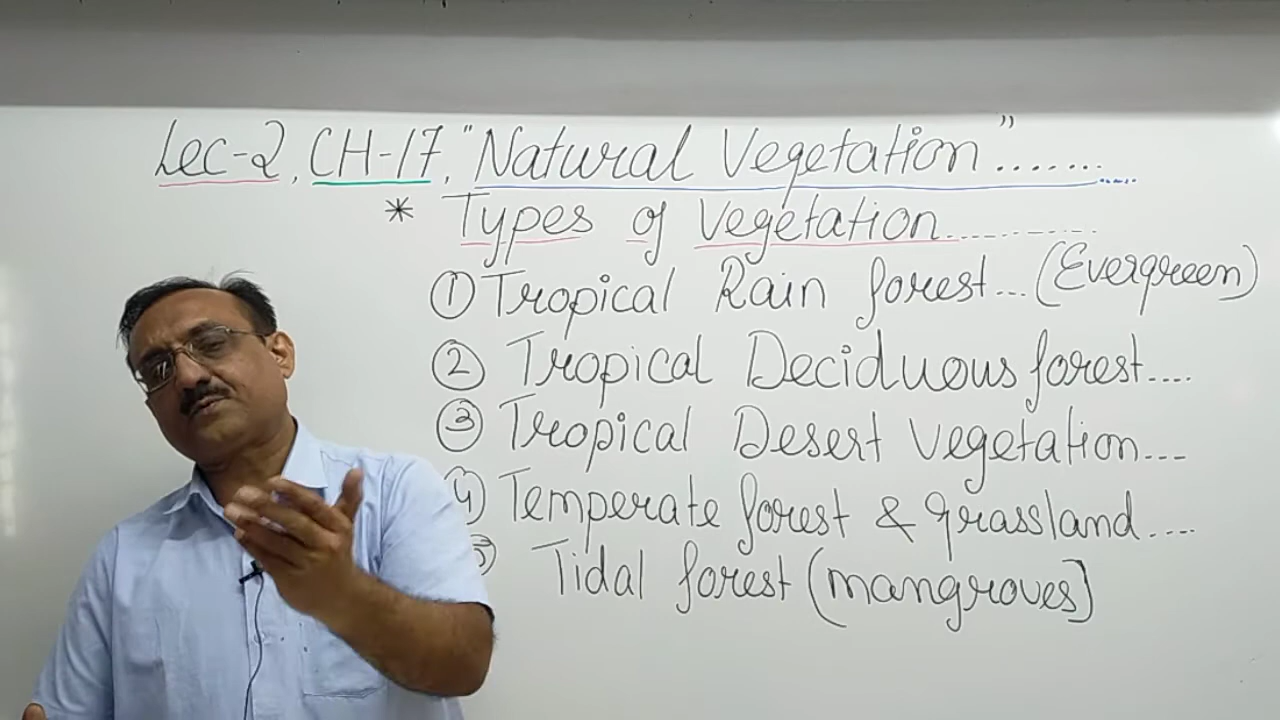 Lec-2, CH-17, "Natural Vegetation".......
* Types of Vegetation...........
① Tropical Rain forest...(Evergreen)
② Tropical Deciduous forest....
③ Tropical Desert Vegetation...
④ Temperate forest & grassland....
⑤ Tidal forest (mangroves]